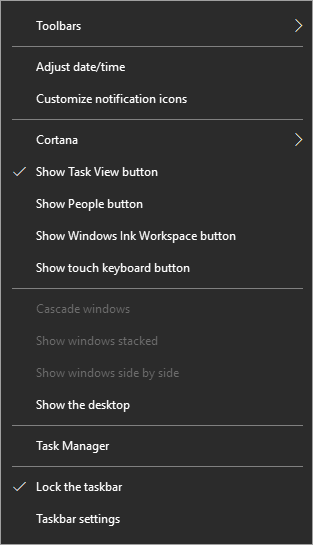 Toolbars
Adjust date/time
Customize notification icons
Cortana
Show Task View button
Show People button
Show Windows Ink Workspace button
Show touch keyboard button
Cascade windows
Show windows stacked
Show windows side by side
Show the desktop
Task Manager
Lock the taskbar
Taskbar settings